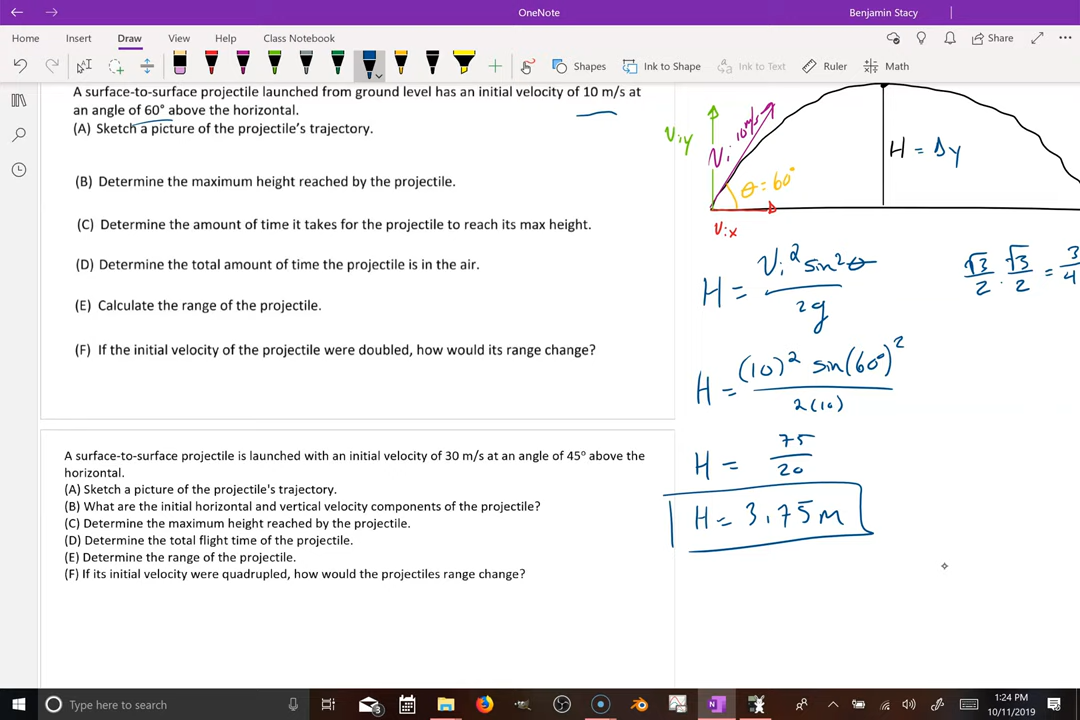 OneNote
Benjamin Stacy
Home Insert Draw View Help Class Notebook
Share
Shapes Ink to Shape Ink to Text Ruler Math
A surface-to-surface projectile launched from ground level has an initial velocity of 10 m/s at
an angle of 60° above the horizontal.
(A) Sketch a picture of the projectile's trajectory.
(B) Determine the maximum height reached by the projectile.
(C) Determine the amount of time it takes for the projectile to reach its max height.
(D) Determine the total amount of time the projectile is in the air.
(E) Calculate the range of the projectile.
(F) If the initial velocity of the projectile were doubled, how would its range change?
A surface-to-surface projectile is launched with an initial velocity of 30 m/s at an angle of 45° above the
horizontal.
(A) Sketch a picture of the projectile's trajectory.
(B) What are the initial horizontal and vertical velocity components of the projectile?
(C) Determine the maximum height reached by the projectile.
(D) Determine the total flight time of the projectile.
(E) Determine the range of the projectile.
(F) If its initial velocity were quadrupled, how would the projectiles range change?
Viy
Vi 10m/s
θ = 60°
Vix
H = Δy
H = Vi² sin²θ / 2g
√3/2 · √3/2 = 3/4
H = (10)² sin(60°)² / 2(10)
H = 75/20
H = 3.75m
Type here to search
3
1:24 PM
10/11/2019